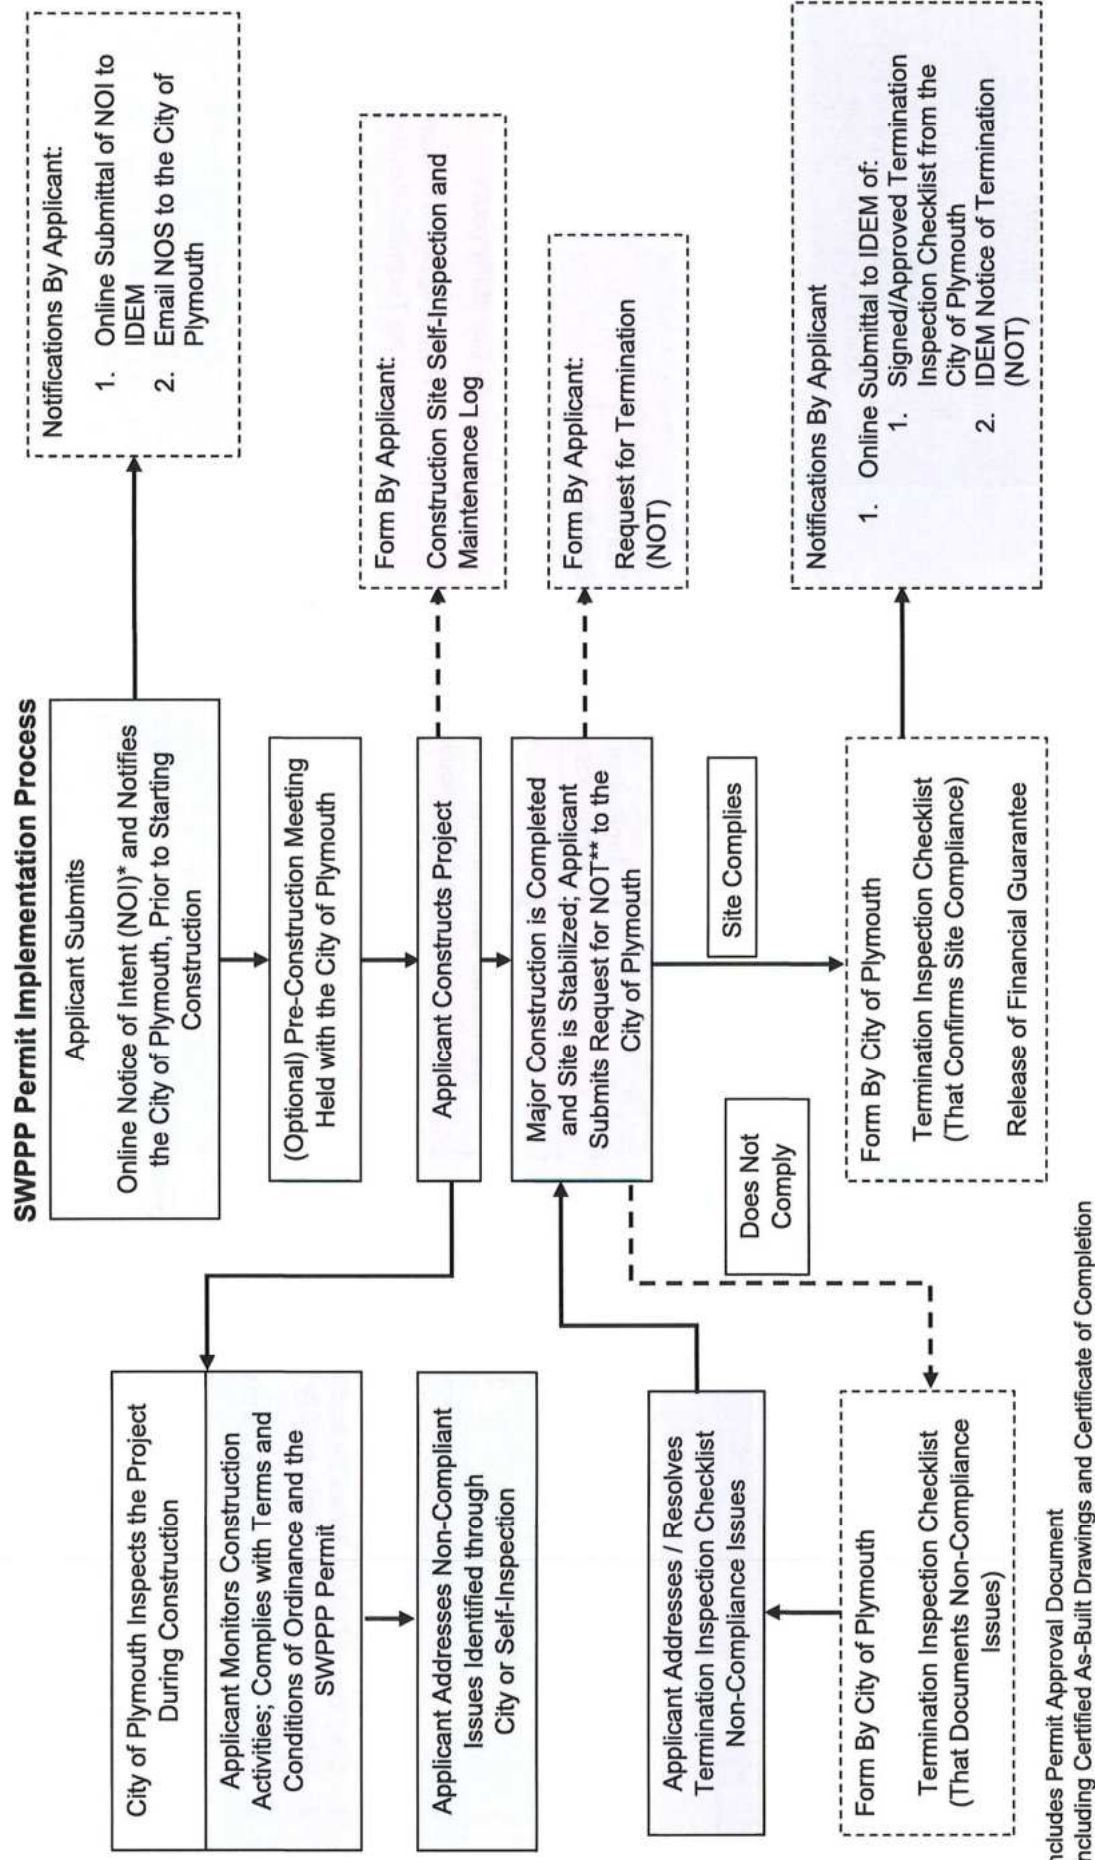 SWPPP Permit Implementation Process
Applicant Submits
Online Notice of Intent (NOI)* and Notifies
the City of Plymouth, Prior to Starting
Construction
Notifications By Applicant:
1. Online Submittal of NOI to
IDEM
2. Email NOS to the City of
Plymouth
(Optional) Pre-Construction Meeting
Held with the City of Plymouth
City of Plymouth Inspects the Project
During Construction
Applicant Monitors Construction
Activities; Complies with Terms and
Conditions of Ordinance and the
SWPPP Permit
Applicant Constructs Project
Form By Applicant:
Construction Site Self-Inspection and
Maintenance Log
Applicant Addresses Non-Compliant
Issues Identified through
City or Self-Inspection
Major Construction is Completed
and Site is Stabilized; Applicant
Submits Request for NOT** to the
City of Plymouth
Form By Applicant:
Request for Termination
(NOT)
Applicant Addresses / Resolves
Termination Inspection Checklist
Non-Compliance Issues
Does Not
Comply
Site Complies
Form By City of Plymouth
Termination Inspection Checklist
(That Documents Non-Compliance
Issues)
Form By City of Plymouth
Termination Inspection Checklist
(That Confirms Site Compliance)
Release of Financial Guarantee
Notifications By Applicant
1. Online Submittal to IDEM of:
1. Signed/Approved Termination
Inspection Checklist from the
City of Plymouth
2. IDEM Notice of Termination
(NOT)
Permit Approval Document
Certified As-Built Drawings and Certificate of Completion